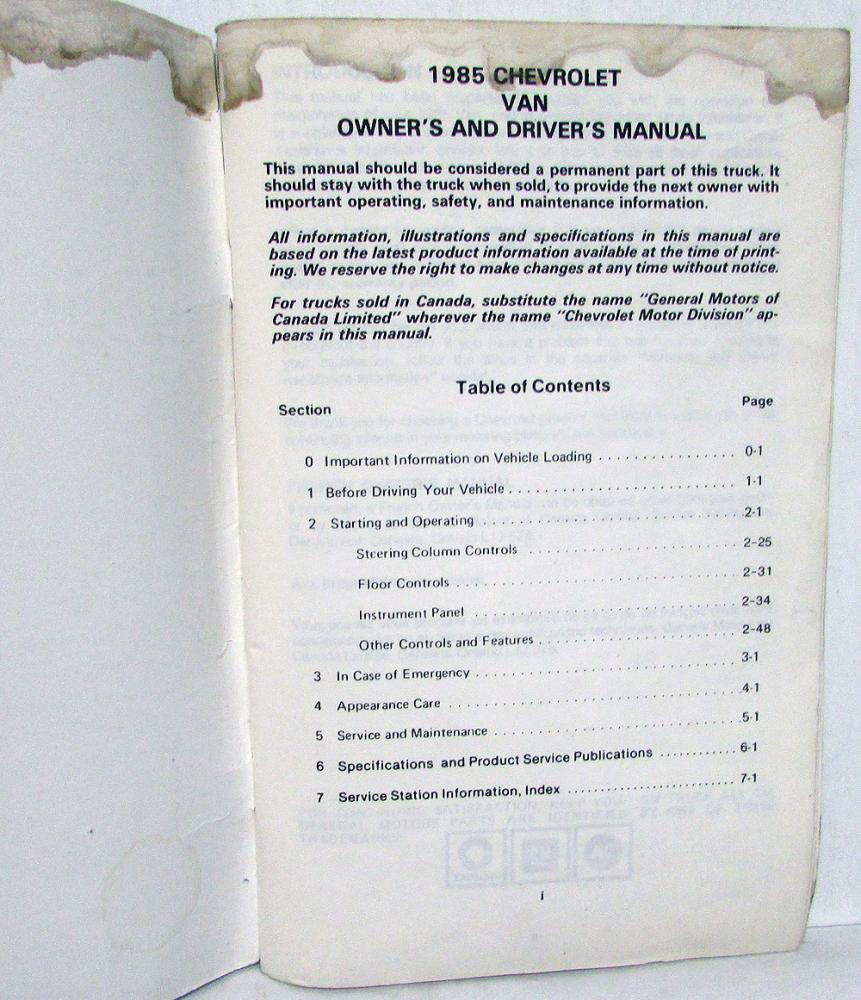 1985 CHEVROLET
VAN
OWNER'S AND DRIVER'S MANUAL
This manual should be considered a permanent part of this truck. It
should stay with the truck when sold, to provide the next owner with
important operating, safety, and maintenance information.
All information, illustrations and specifications in this manual are
based on the latest product information available at the time of print-
ing. We reserve the right to make changes at any time without notice.
For trucks sold in Canada, substitute the name "General Motors of
Canada Limited" wherever the name "Chevrolet Motor Division" ap-
pears in this manual.
Table of Contents
Section Page
0 Important Information on Vehicle Loading . . . . . . . . . . . . . . . . 0-1
1 Before Driving Your Vehicle . . . . . . . . . . . . . . . . . . . . . . . . . . 1-1
2 Starting and Operating . . . . . . . . . . . . . . . . . . . . . . . . . . . . . 2-1
Steering Column Controls . . . . . . . . . . . . . . . . . . . . . . . . 2-25
Floor Controls . . . . . . . . . . . . . . . . . . . . . . . . . . . . . . . . . 2-31
Instrument Panel . . . . . . . . . . . . . . . . . . . . . . . . . . . . . . 2-34
Other Controls and Features . . . . . . . . . . . . . . . . . . . . . . 2-48
3 In Case of Emergency . . . . . . . . . . . . . . . . . . . . . . . . . . . . . . 3-1
4 Appearance Care . . . . . . . . . . . . . . . . . . . . . . . . . . . . . . . . . 4-1
5 Service and Maintenance . . . . . . . . . . . . . . . . . . . . . . . . . . . . 5-1
6 Specifications and Product Service Publications . . . . . . . . . . . 6-1
7 Service Station Information, Index . . . . . . . . . . . . . . . . . . . . . 7-1
i